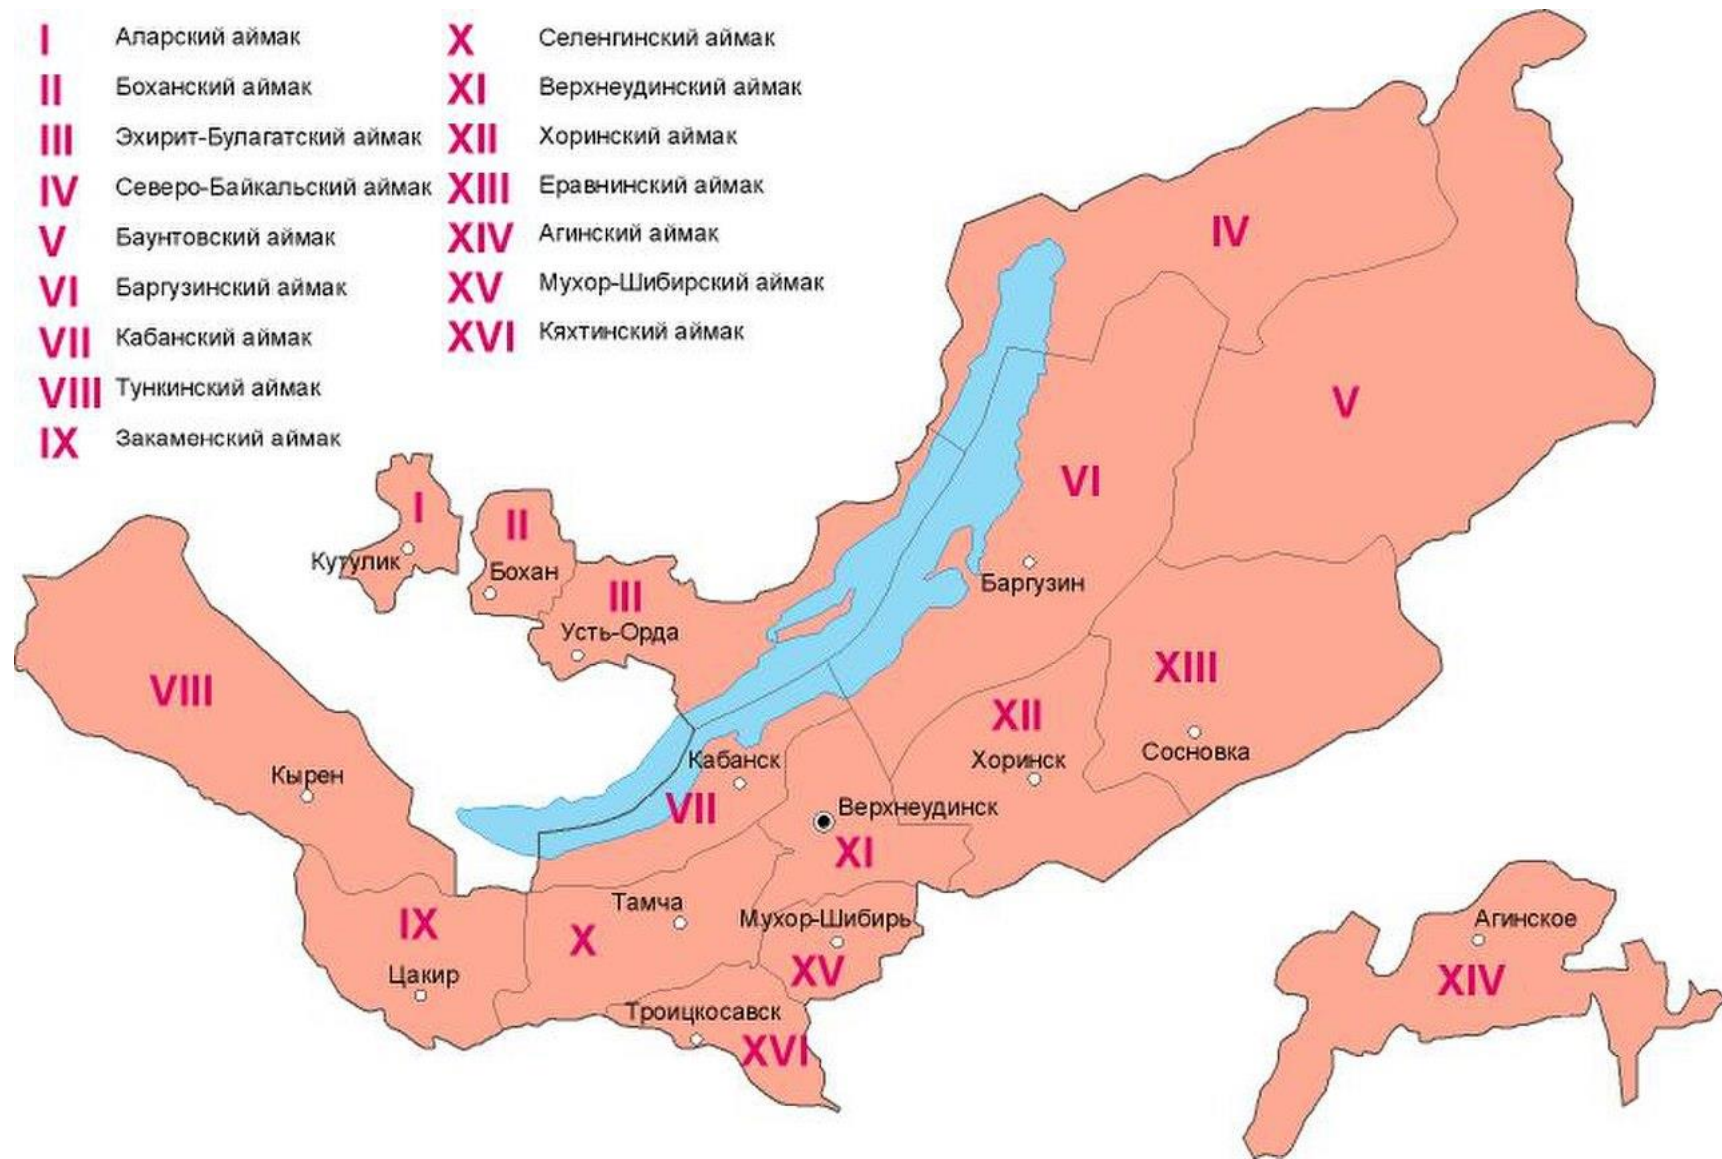 I Аларский аймак
II Боханский аймак
III Эхирит-Булагатский аймак
IV Северо-Байкальский аймак
V Баунтовский аймак
VI Баргузинский аймак
VII Кабанский аймак
VIII Тункинский аймак
IX Закаменский аймак
X Селенгинский аймак
XI Верхнеудинский аймак
XII Хоринский аймак
XIII Еравнинский аймак
XIV Агинский аймак
XV Мухор-Шибирский аймак
XVI Кяхтинский аймак
IV
V
VI
I
II
Кутулик
Бохан
Баргузин
III
Усть-Орда
VIII
XIII
XII
Кабанск
Хоринск
Сосновка
Кырен
VII
Верхнеудинск
XI
Тамча
IX
X
Мухор-Шибирь
Агинское
XV
XIV
Цакир
Троицкосавск
XVI